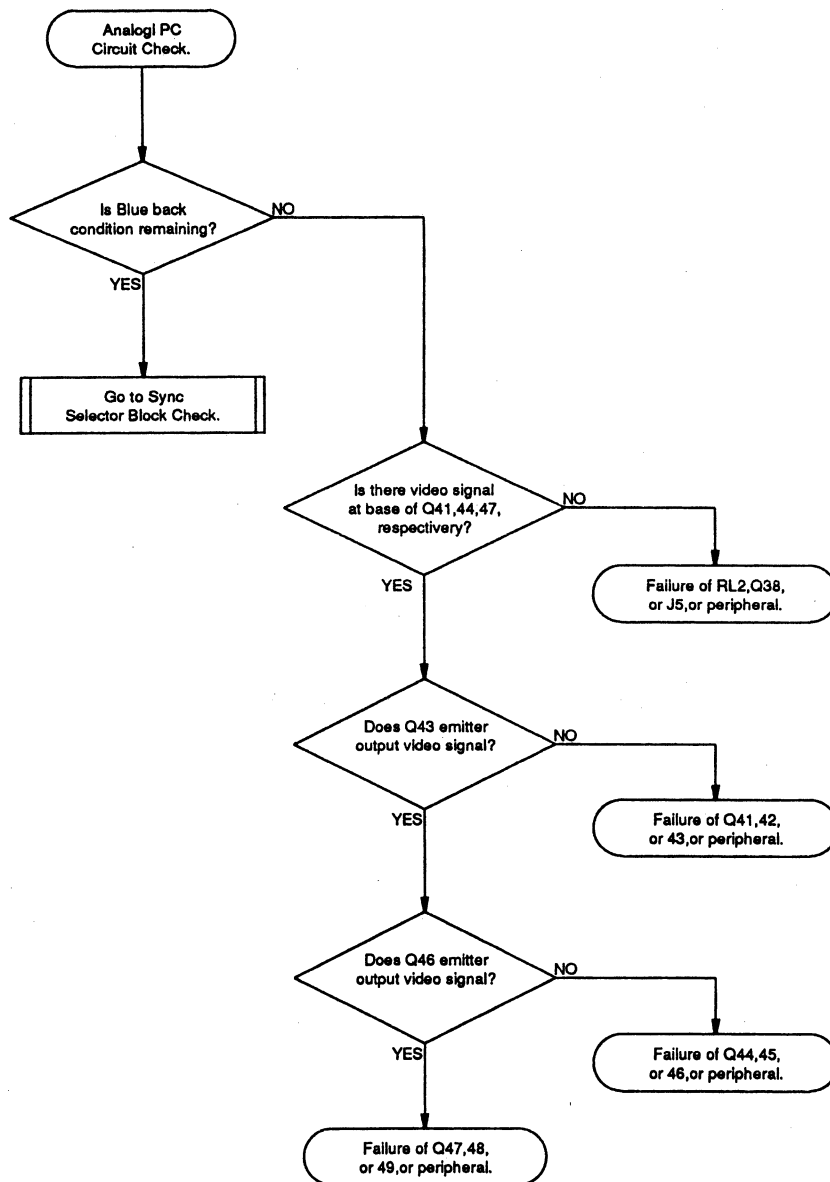 Analogi PC
Circuit Check.
Is Blue back
condition remaining?
NO
YES
Go to Sync
Selector Block Check.
Is there video signal
at base of Q41,44,47,
respectivery?
NO
YES
Failure of RL2,Q38,
or J5,or peripheral.
Does Q43 emitter
output video signal?
NO
YES
Failure of Q41,42,
or 43,or peripheral.
Does Q46 emitter
output video signal?
NO
YES
Failure of Q44,45,
or 46,or peripheral.
Failure of Q47,48,
or 49,or peripheral.